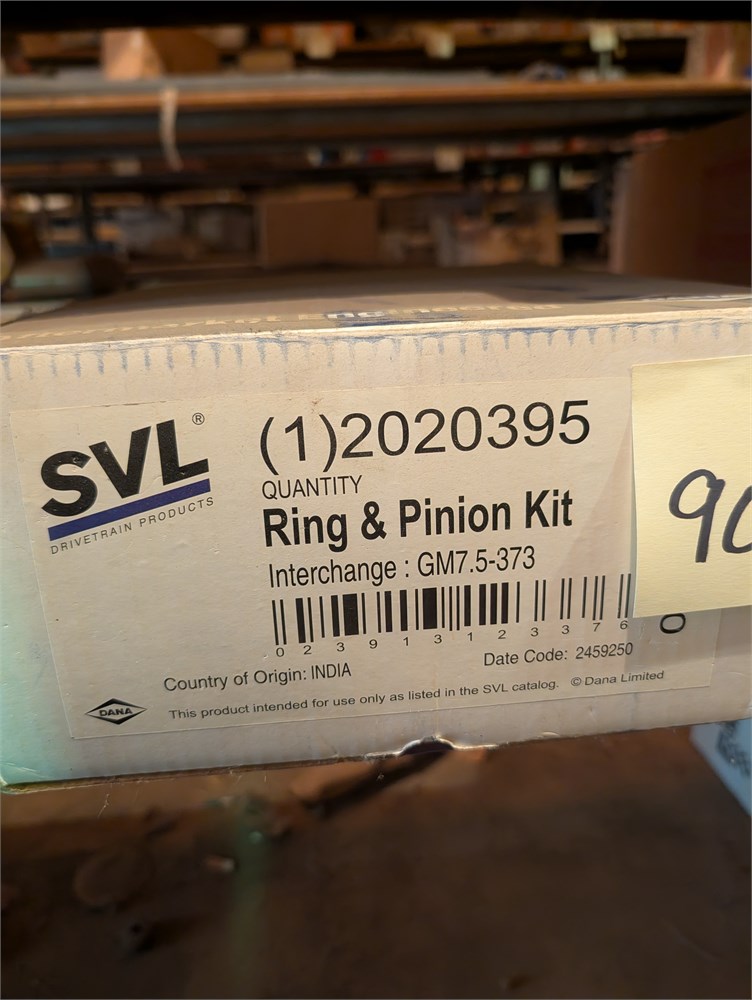 SVL®
DRIVETRAIN PRODUCTS
(1)2020395
QUANTITY
Ring & Pinion Kit
Interchange : GM7.5-373
0 23913 12337 6
0
Country of Origin: INDIA
Date Code: 2459250
DANA
This product intended for use only as listed in the SVL catalog. © Dana Limited